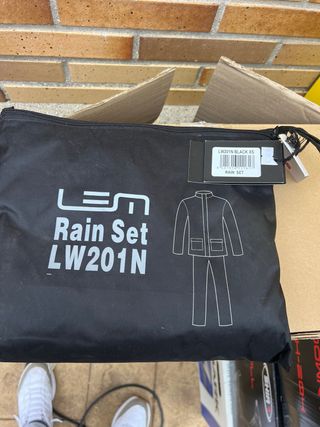 LW201N BLACK XS
RAIN SET
LEM
Rain Set
LW201N